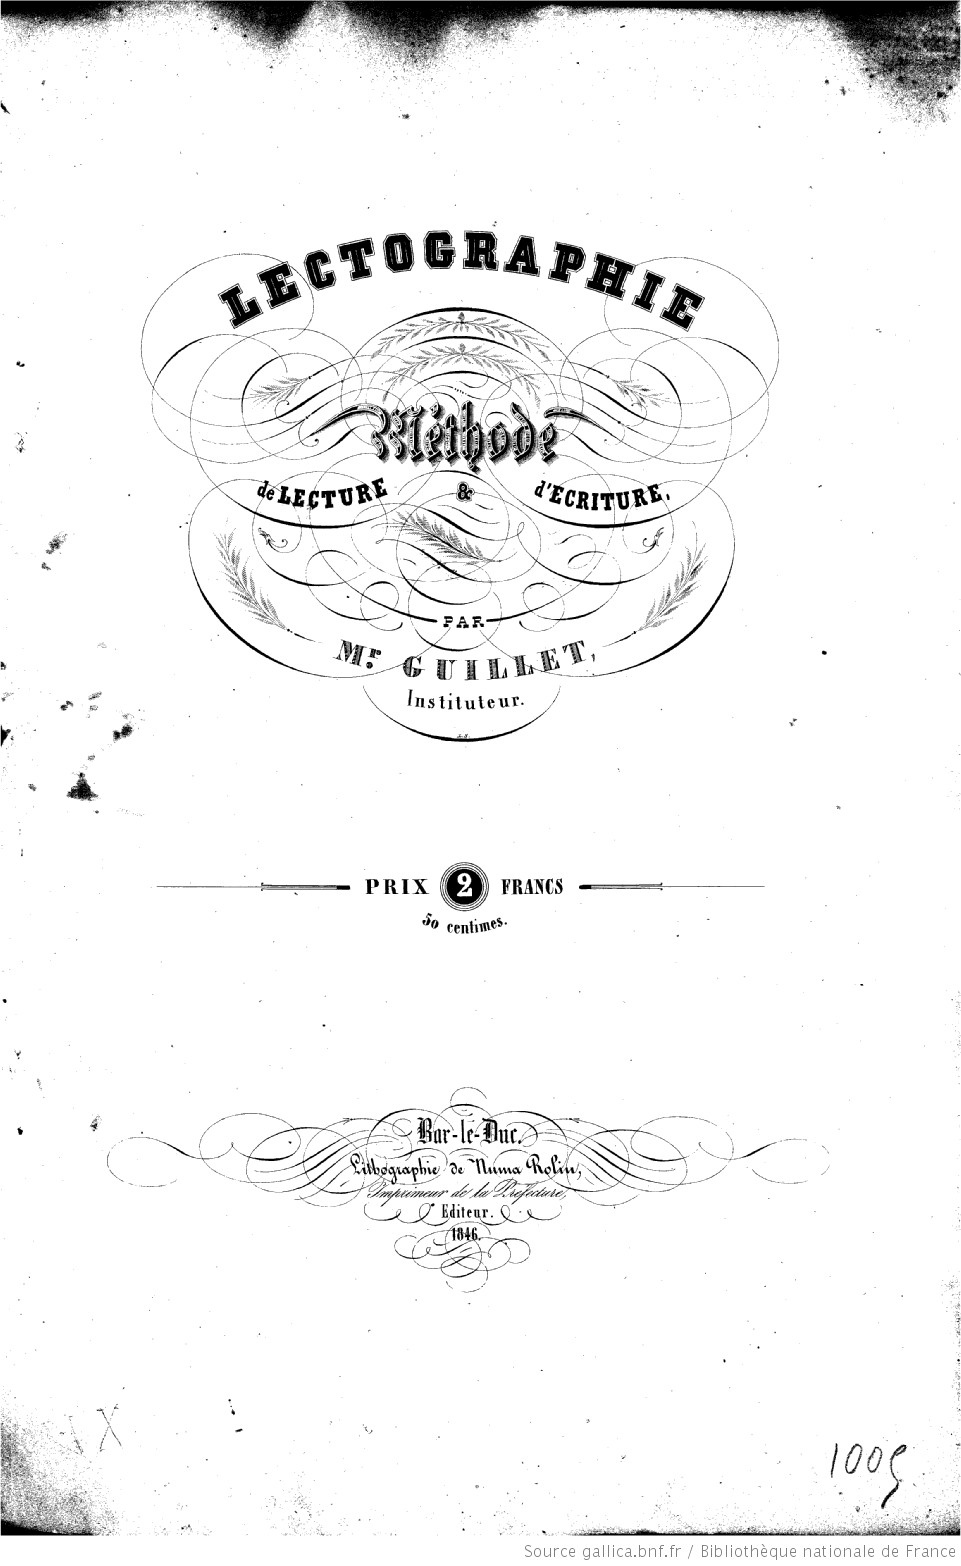 LECTOGRAPHIE
Méthode
de LECTURE & d'ECRITURE.
PAR
Mr. GUILLET,
Instituteur.
PRIX 2 FRANCS
50 centimes.
Bar-le-Duc.
Lithographie de Numa Rolin,
Imprimeur de la Préfecture,
Editeur.
1846.
1009
Source gallica.bnf.fr / Bibliothèque nationale de France